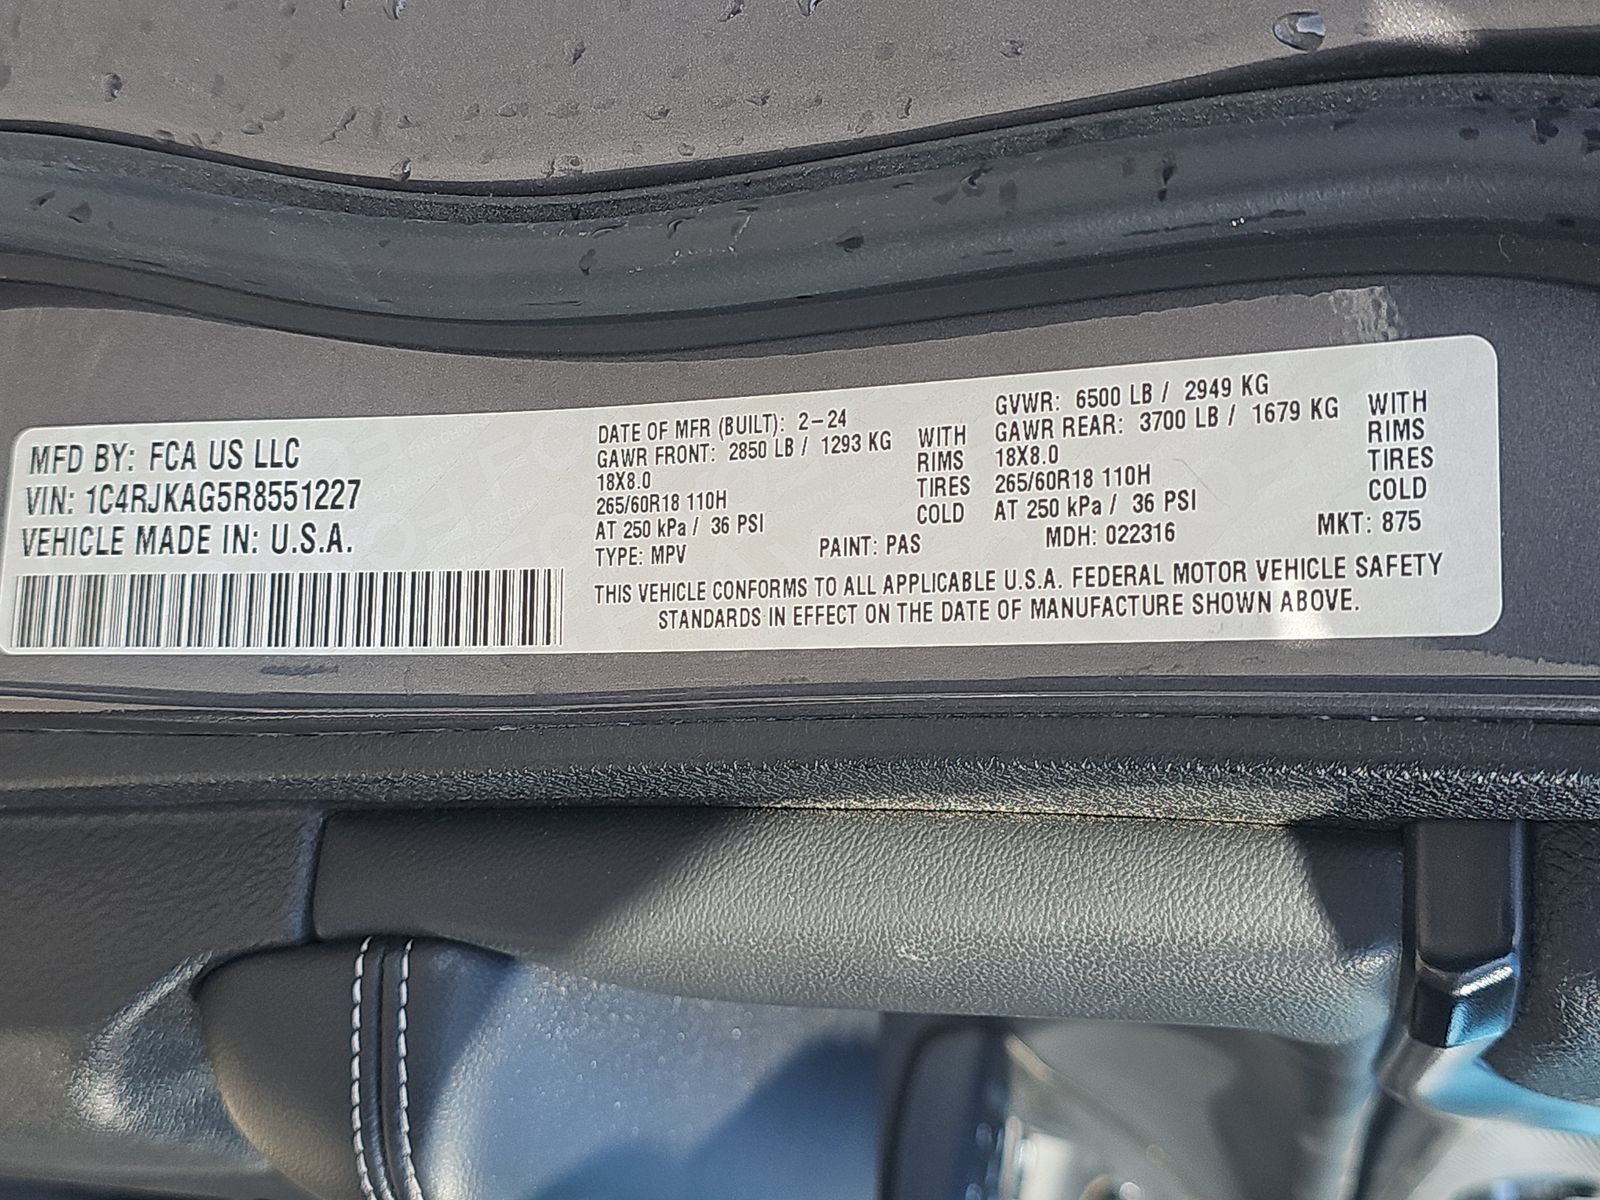 MFD BY: FCA US LLC
VIN: 1C4RJKAG5R8551227
VEHICLE MADE IN: U.S.A.
DATE OF MFR (BUILT): 2-24
GAWR FRONT: 2850 LB / 1293 KG WITH
18X8.0 RIMS
265/60R18 110H TIRES
AT 250 kPa / 36 PSI COLD
TYPE: MPV
GVWR: 6500 LB / 2949 KG
GAWR REAR: 3700 LB / 1679 KG WITH
18X8.0 RIMS
265/60R18 110H TIRES
AT 250 kPa / 36 PSI COLD
PAINT: PAS MDH: 022316 MKT: 875
THIS VEHICLE CONFORMS TO ALL APPLICABLE U.S.A. FEDERAL MOTOR VEHICLE SAFETY
STANDARDS IN EFFECT ON THE DATE OF MANUFACTURE SHOWN ABOVE.